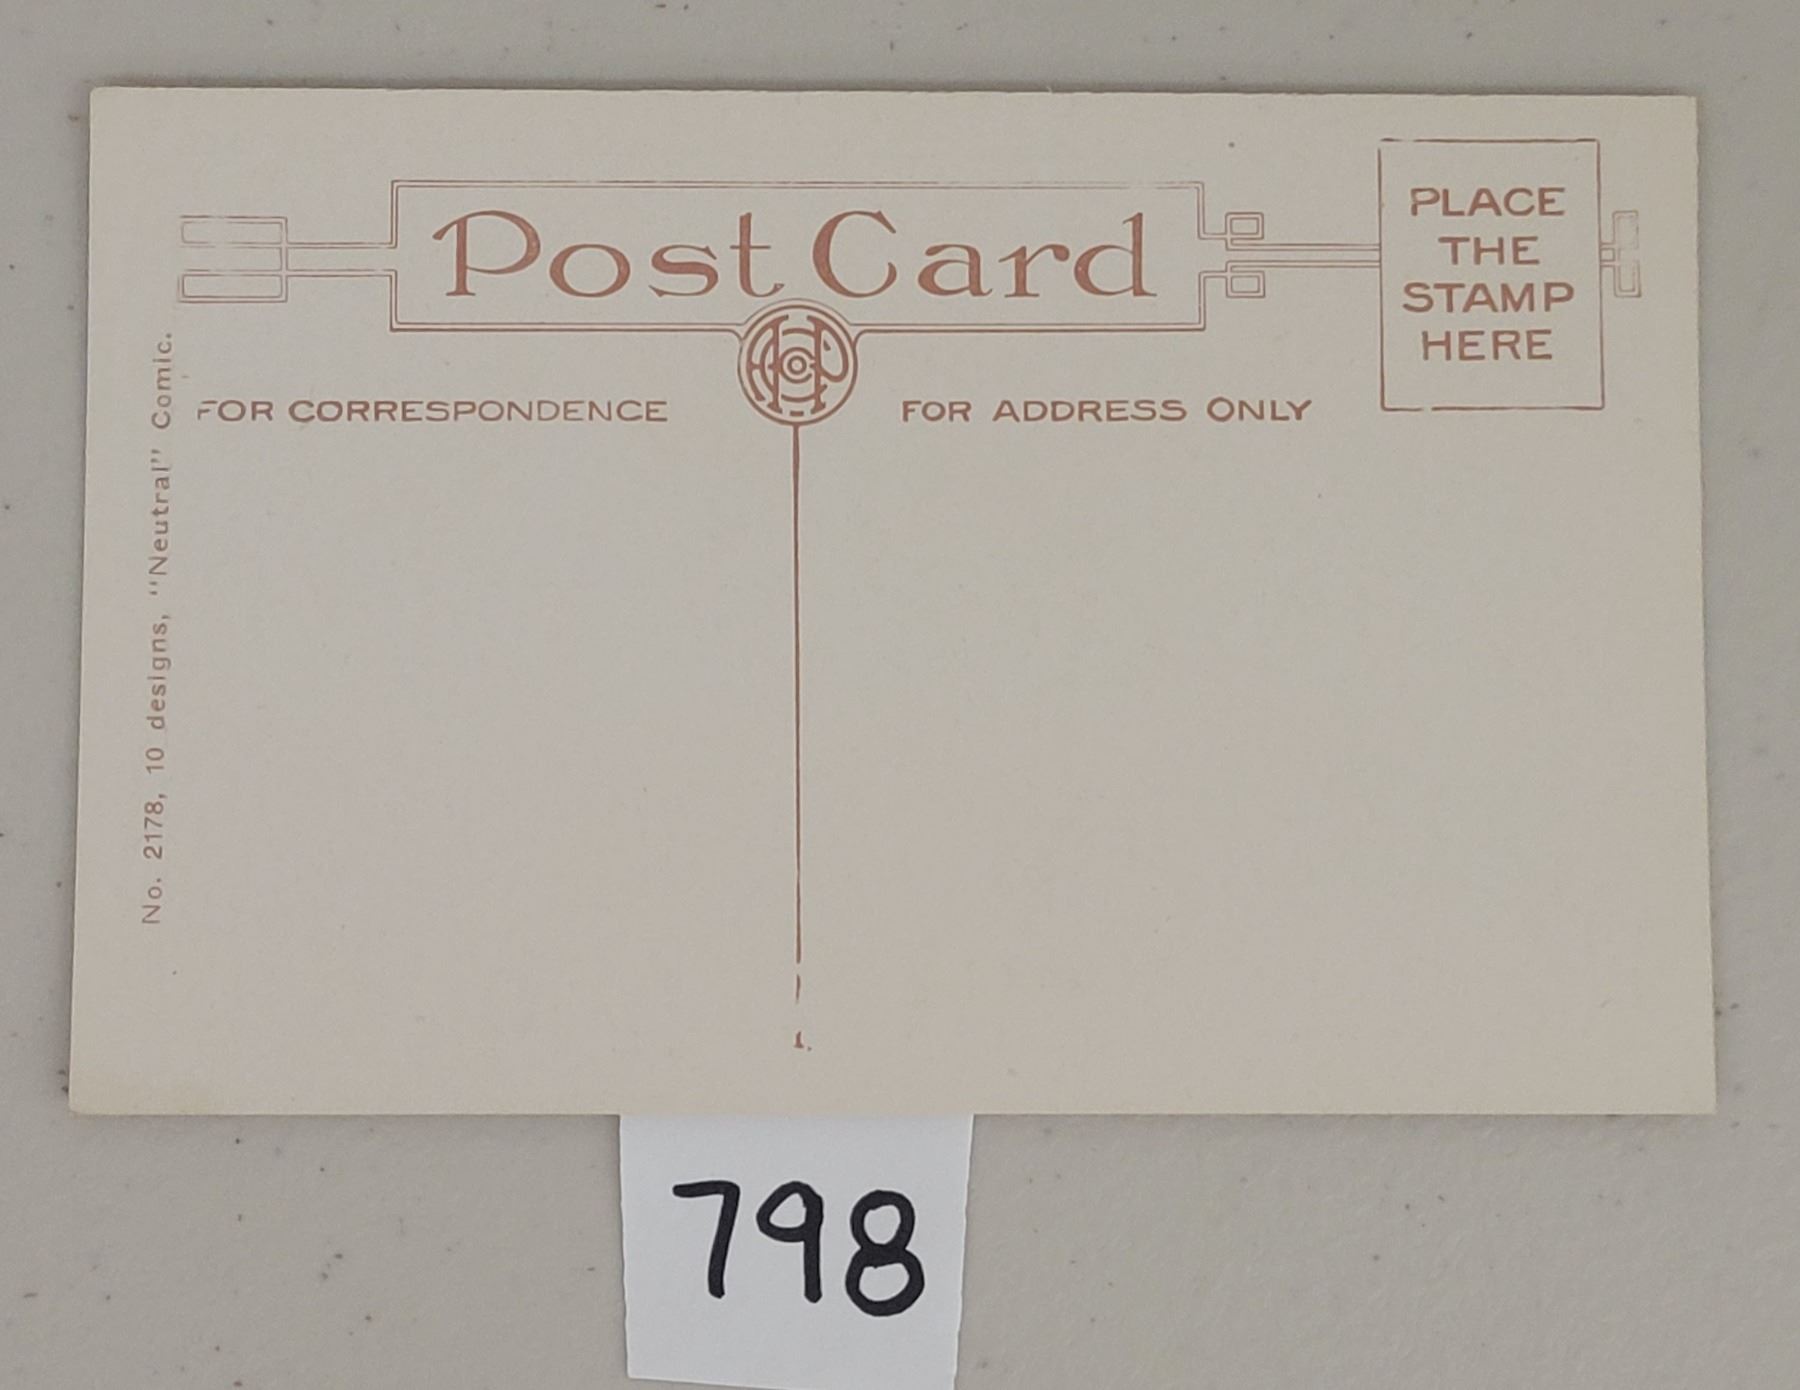 Post Card
PLACE
THE
STAMP
HERE
FOR CORRESPONDENCE
FOR ADDRESS ONLY
No. 2178, 10 designs, "Neutral" Comic.
798